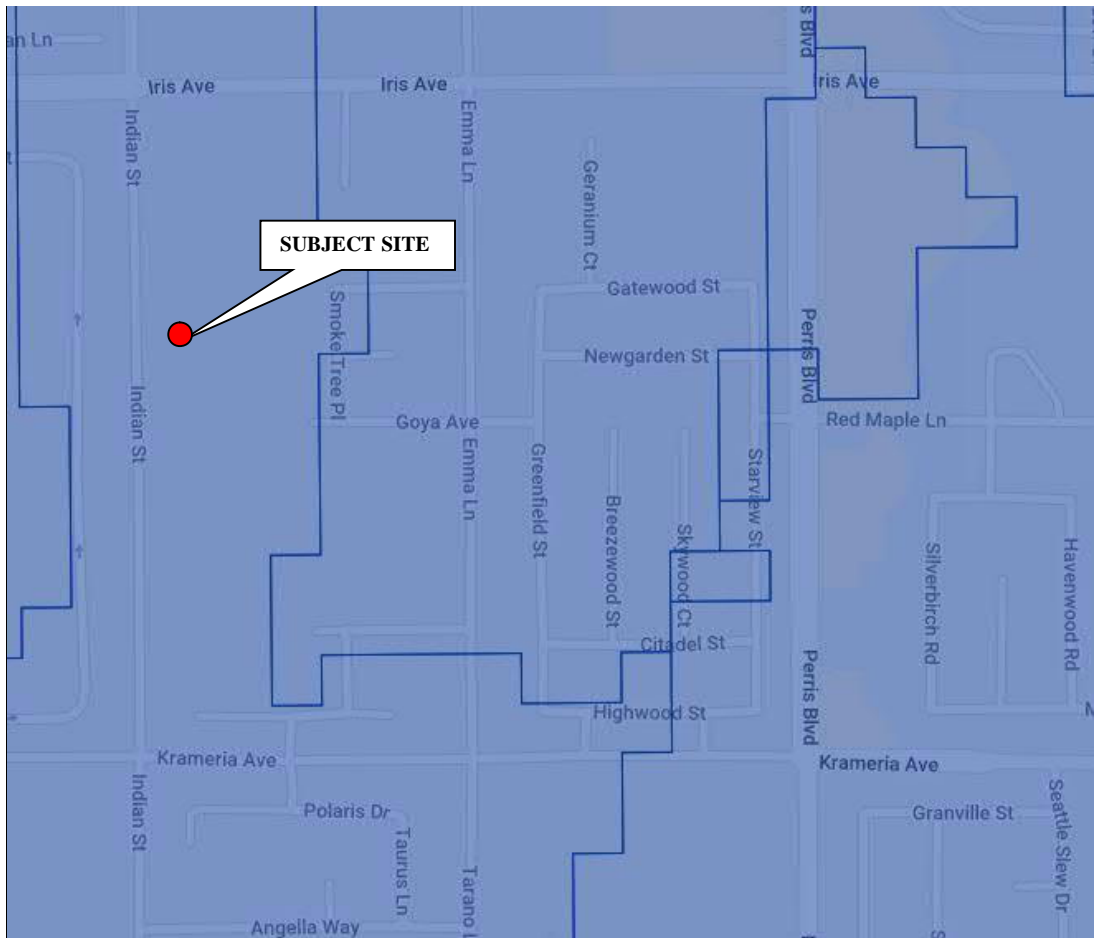 s Blvd
an Ln
Iris Ave
Iris Ave
Iris Ave
Perris Blvd
Indian St
Emma Ln
Geranium Ct
SUBJECT SITE
Gatewood St
Smoke Tree Pl
Newgarden St
Perris Blvd
Indian St
Goya Ave
Red Maple Ln
Emma Ln
Greenfield St
Breezewood St
Skywood Ct
Starview St
Silverbirch Rd
Havenwood Rd
Citadel St
Highwood St
Krameria Ave
Krameria Ave
Indian St
Polaris Dr
Granville St
Taurus Ln
Tarano L
Seattle Slew Dr
Angella Way